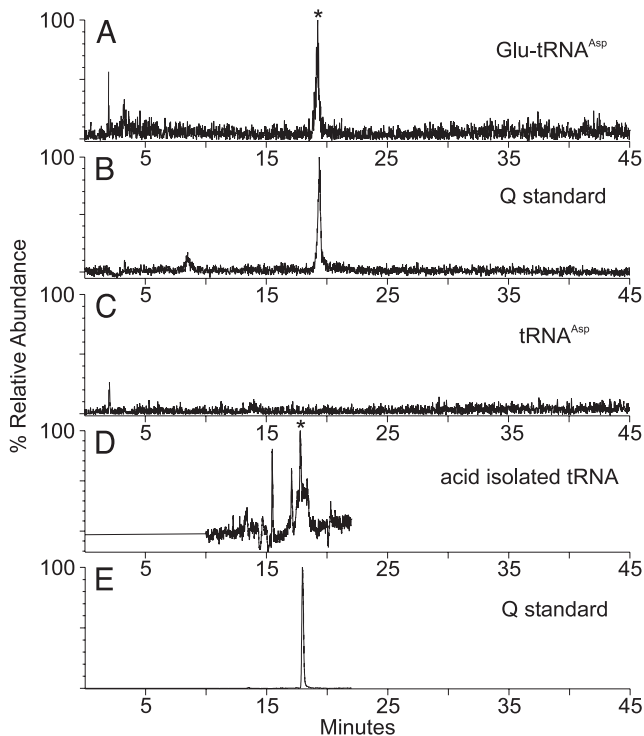 100
A
*
Glu-tRNA^Asp
5 15 25 35 45
100
B
Q standard
5 15 25 35 45
100
C
tRNA^Asp
5 15 25 35 45
100
D
*
acid isolated tRNA
5 15 25 35 45
100
E
Q standard
5 15 25 35 45
Minutes
% Relative Abundance